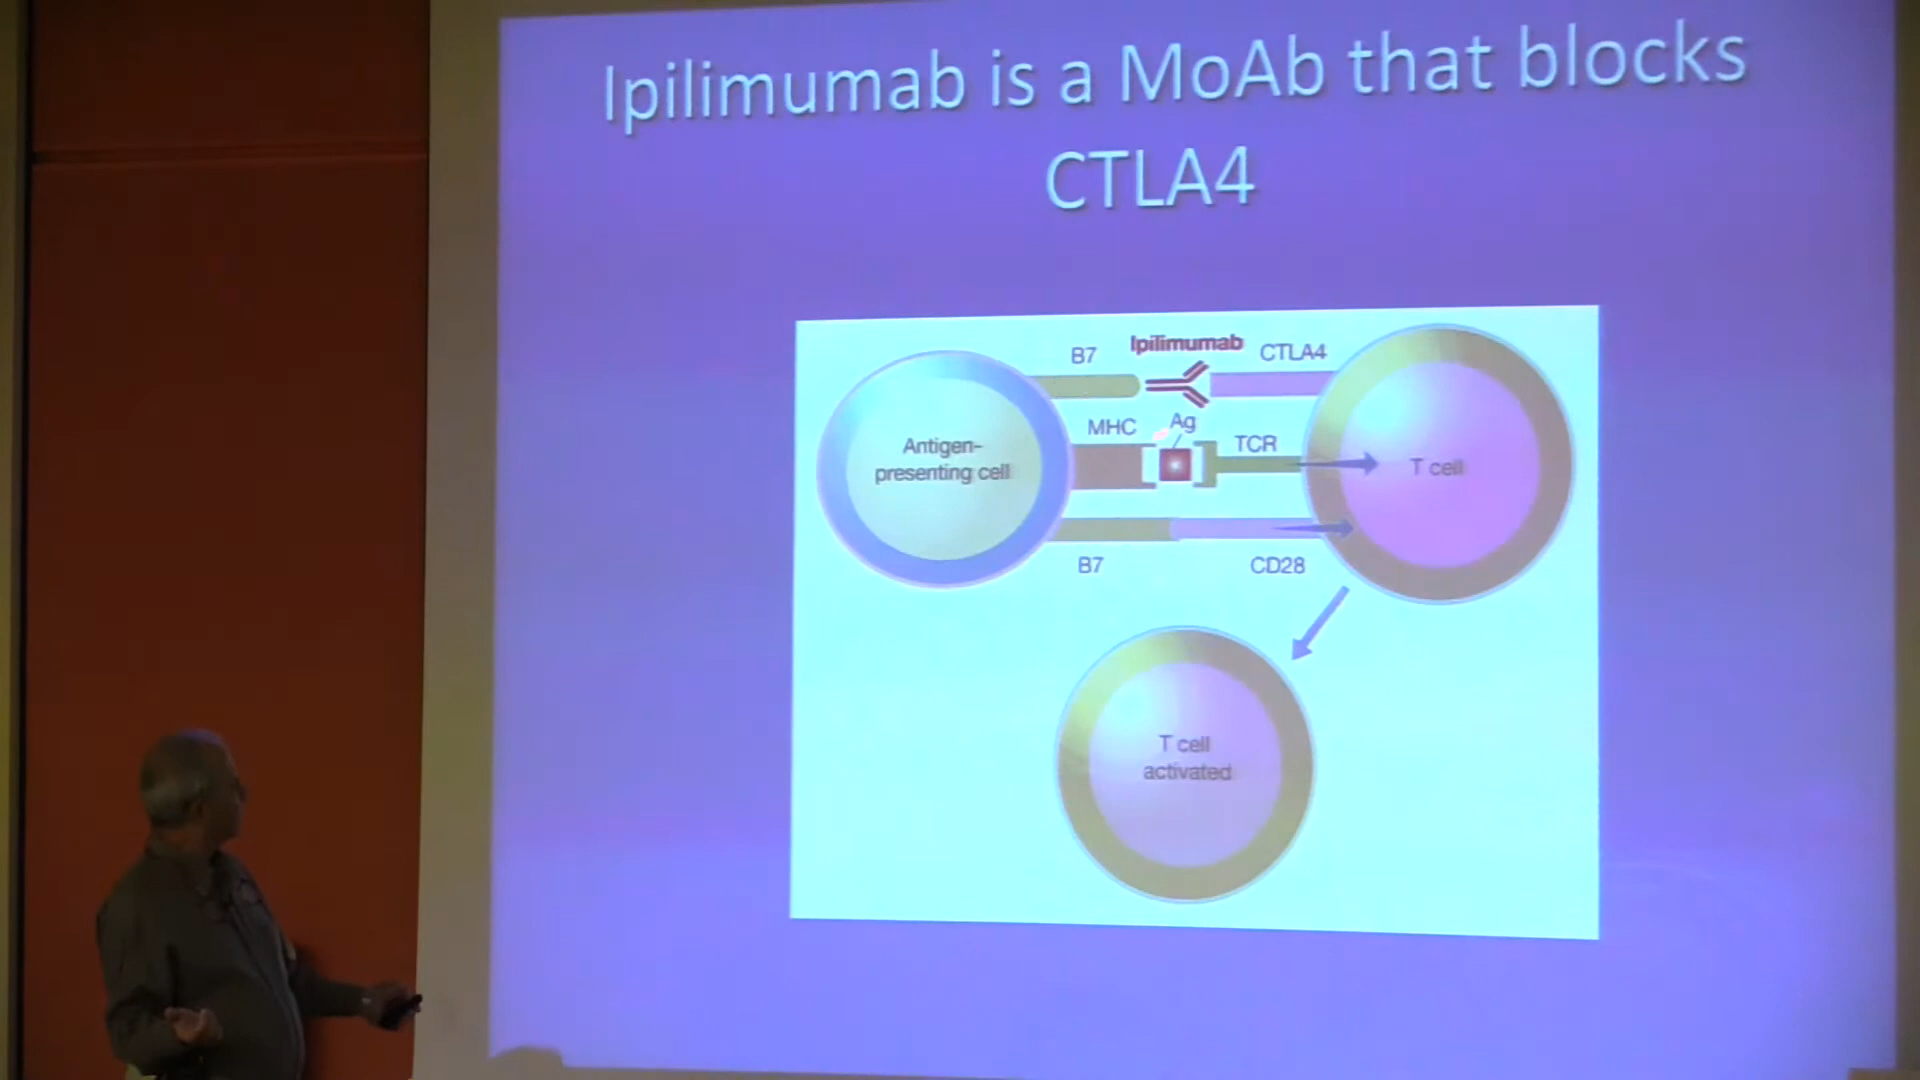 Ipilimumab is a MoAb that blocks
CTLA4
B7
Ipilimumab
CTLA4
MHC
Ag
TCR
Antigen-
presenting cell
T cell
B7
CD28
T cell
activated